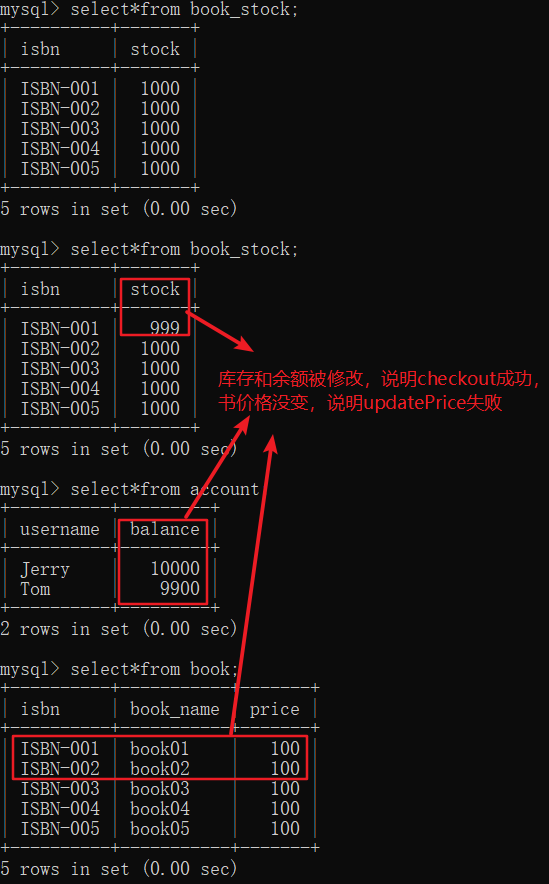 mysql> select*from book_stock;
+----------+-------+
| isbn     | stock |
+----------+-------+
| ISBN-001 |  1000 |
| ISBN-002 |  1000 |
| ISBN-003 |  1000 |
| ISBN-004 |  1000 |
| ISBN-005 |  1000 |
+----------+-------+
5 rows in set (0.00 sec)
mysql> select*from book_stock;
+----------+-------+
| isbn     | stock |
+----------+-------+
| ISBN-001 |   999 |
| ISBN-002 |  1000 |
| ISBN-003 |  1000 |
| ISBN-004 |  1000 |
| ISBN-005 |  1000 |
+----------+-------+
5 rows in set (0.00 sec)
库存和余额被修改，说明checkout成功，
书价格没变，说明updatePrice失败
mysql> select*from account
+----------+---------+
| username | balance |
+----------+---------+
| Jerry    |   10000 |
| Tom      |    9900 |
+----------+---------+
2 rows in set (0.00 sec)
mysql> select*from book;
+----------+-----------+-------+
| isbn     | book_name | price |
+----------+-----------+-------+
| ISBN-001 | book01    |   100 |
| ISBN-002 | book02    |   100 |
| ISBN-003 | book03    |   100 |
| ISBN-004 | book04    |   100 |
| ISBN-005 | book05    |   100 |
+----------+-----------+-------+
5 rows in set (0.00 sec)